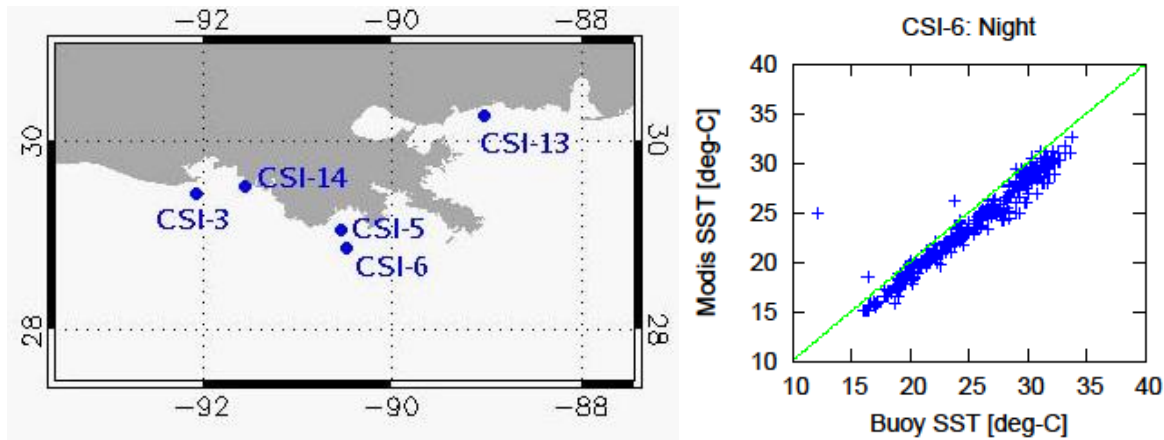 -92 -90 -88
30 30
28 28
CSI-13
CSI-14
CSI-3
CSI-5
CSI-6
-92 -90 -88
CSI-6: Night
Modis SST [deg-C]
40
35
30
25
20
15
10
10 15 20 25 30 35 40
Buoy SST [deg-C]